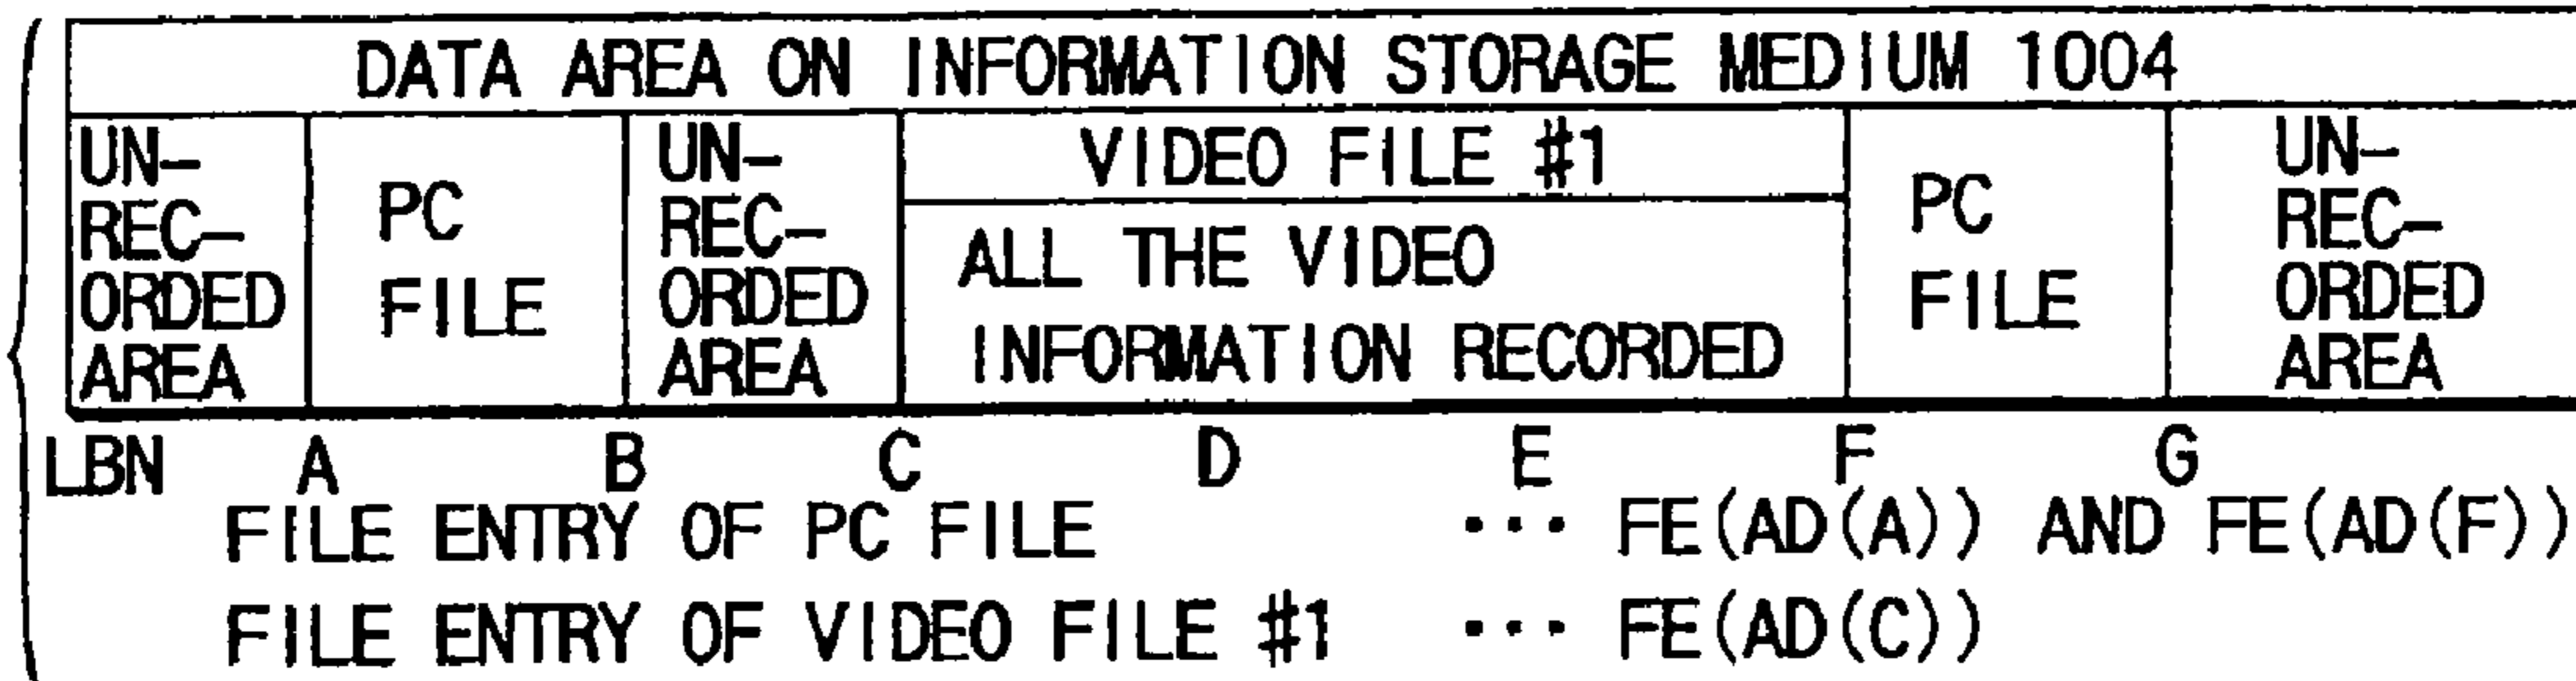 DATA AREA ON INFORMATION STORAGE MEDIUM 1004
UN-
REC-
ORDED
AREA
PC
FILE
UN-
REC-
ORDED
AREA
VIDEO FILE #1
ALL THE VIDEO
INFORMATION RECORDED
PC
FILE
UN-
REC-
ORDED
AREA
LBN A B C D E F G
FILE ENTRY OF PC FILE ··· FE(AD(A)) AND FE(AD(F))
FILE ENTRY OF VIDEO FILE #1 ··· FE(AD(C))